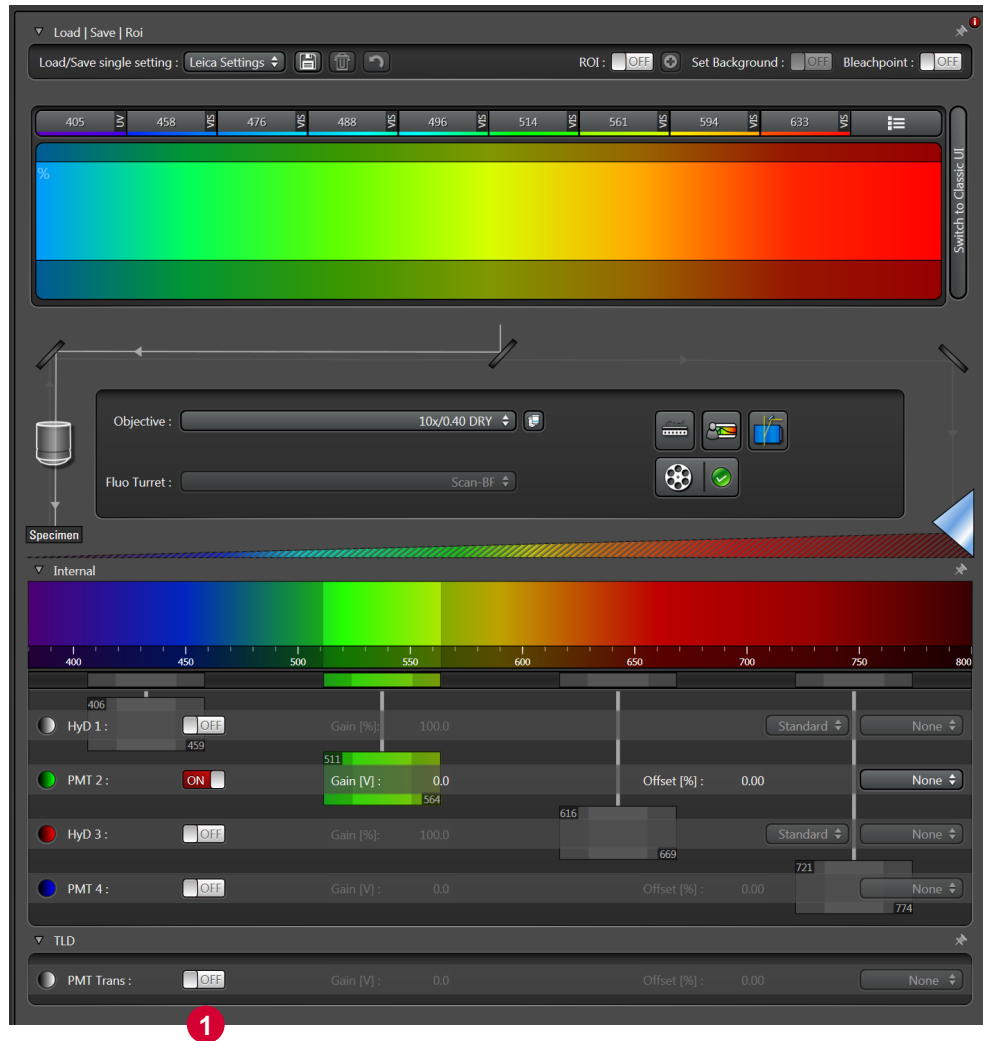 Load | Save | Roi
i
Load/Save single setting : Leica Settings ROI : OFF Set Background : OFF Bleachpoint : OFF
405 UV 458 VIS 476 VIS 488 VIS 496 VIS 514 VIS 561 VIS 594 VIS 633 VIS
%
Switch to Classic UI
Objective : 10x/0.40 DRY
Fluo Turret : Scan-BF
Specimen
Internal
400 450 500 550 600 650 700 750 800
406
HyD 1 : OFF Gain [%]: 100.0 Standard None
459
511
PMT 2 : ON Gain [V] : 0.0 Offset [%] : 0.00 None
564
616
HyD 3 : OFF Gain [%]: 100.0 Standard None
669
721
PMT 4 : OFF Gain [V] : 0.0 Offset [%] : 0.00 None
774
TLD
PMT Trans : OFF Gain [V] : 0.0 Offset [%] : 0.00 None
1